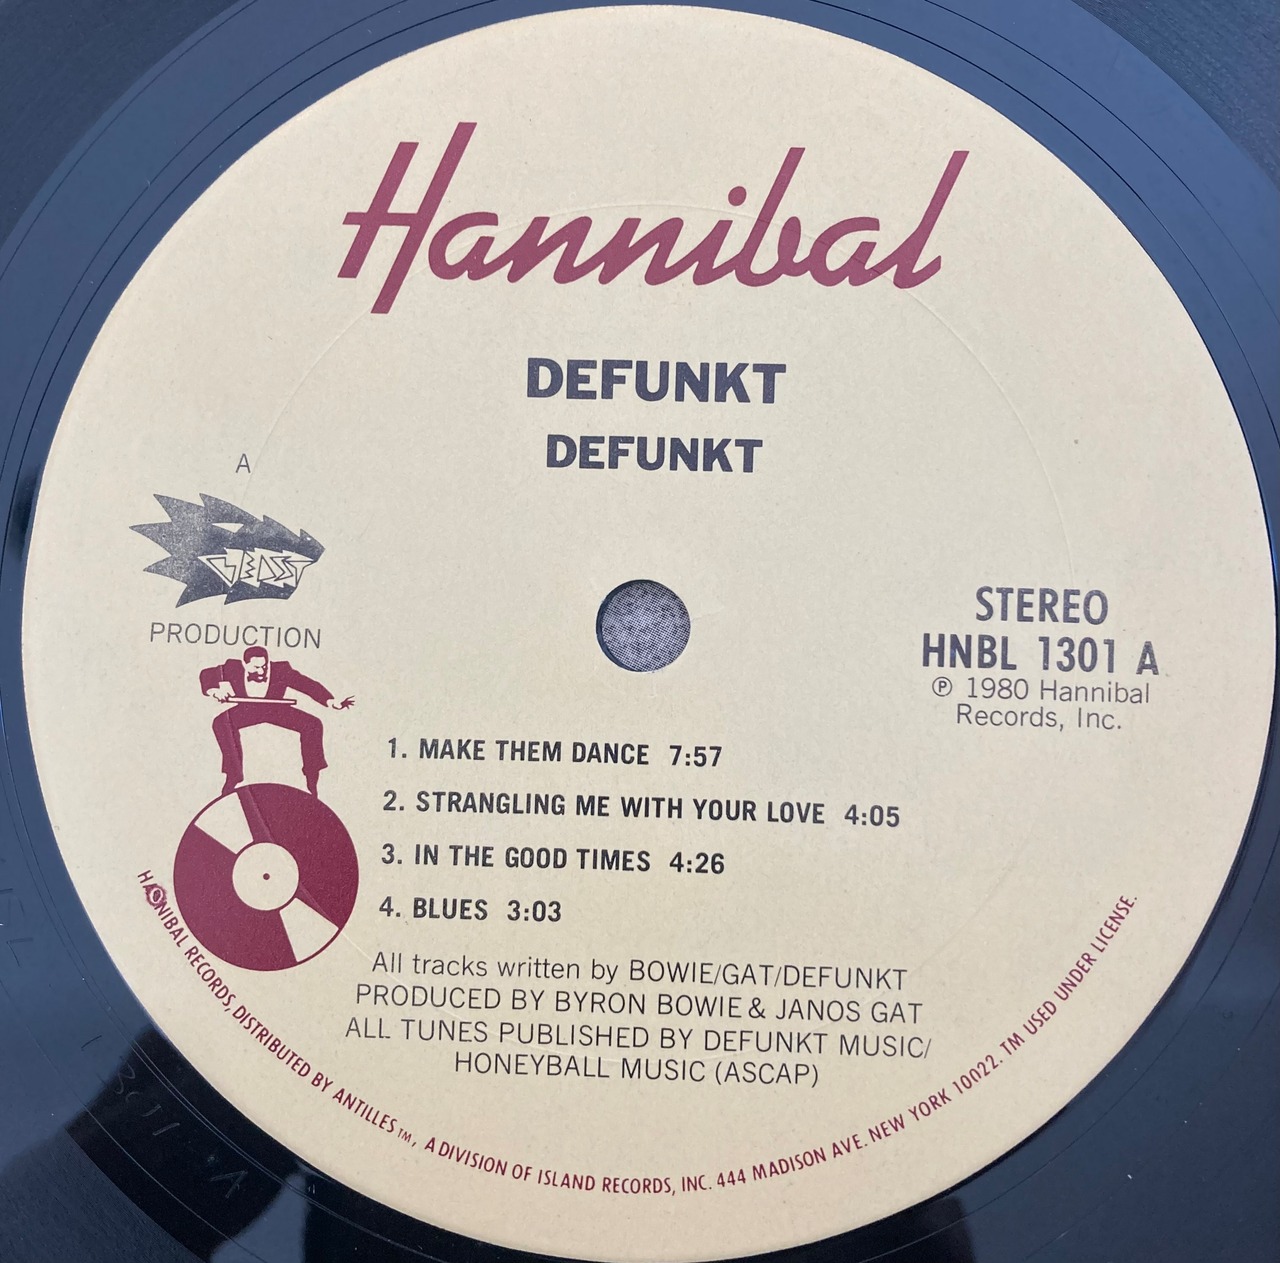 Hannibal
DEFUNKT
DEFUNKT
A
BEAST
PRODUCTION
STEREO
HNBL 1301 A
℗ 1980 Hannibal
Records, Inc.
1. MAKE THEM DANCE 7:57
2. STRANGLING ME WITH YOUR LOVE 4:05
3. IN THE GOOD TIMES 4:26
4. BLUES 3:03
All tracks written by BOWIE/GAT/DEFUNKT
PRODUCED BY BYRON BOWIE & JANOS GAT
ALL TUNES PUBLISHED BY DEFUNKT MUSIC/
HONEYBALL MUSIC (ASCAP)
HANNIBAL RECORDS, DISTRIBUTED BY ANTILLES™, A DIVISION OF ISLAND RECORDS, INC. 444 MADISON AVE. NEW YORK 10022. TM USED UNDER LICENSE.